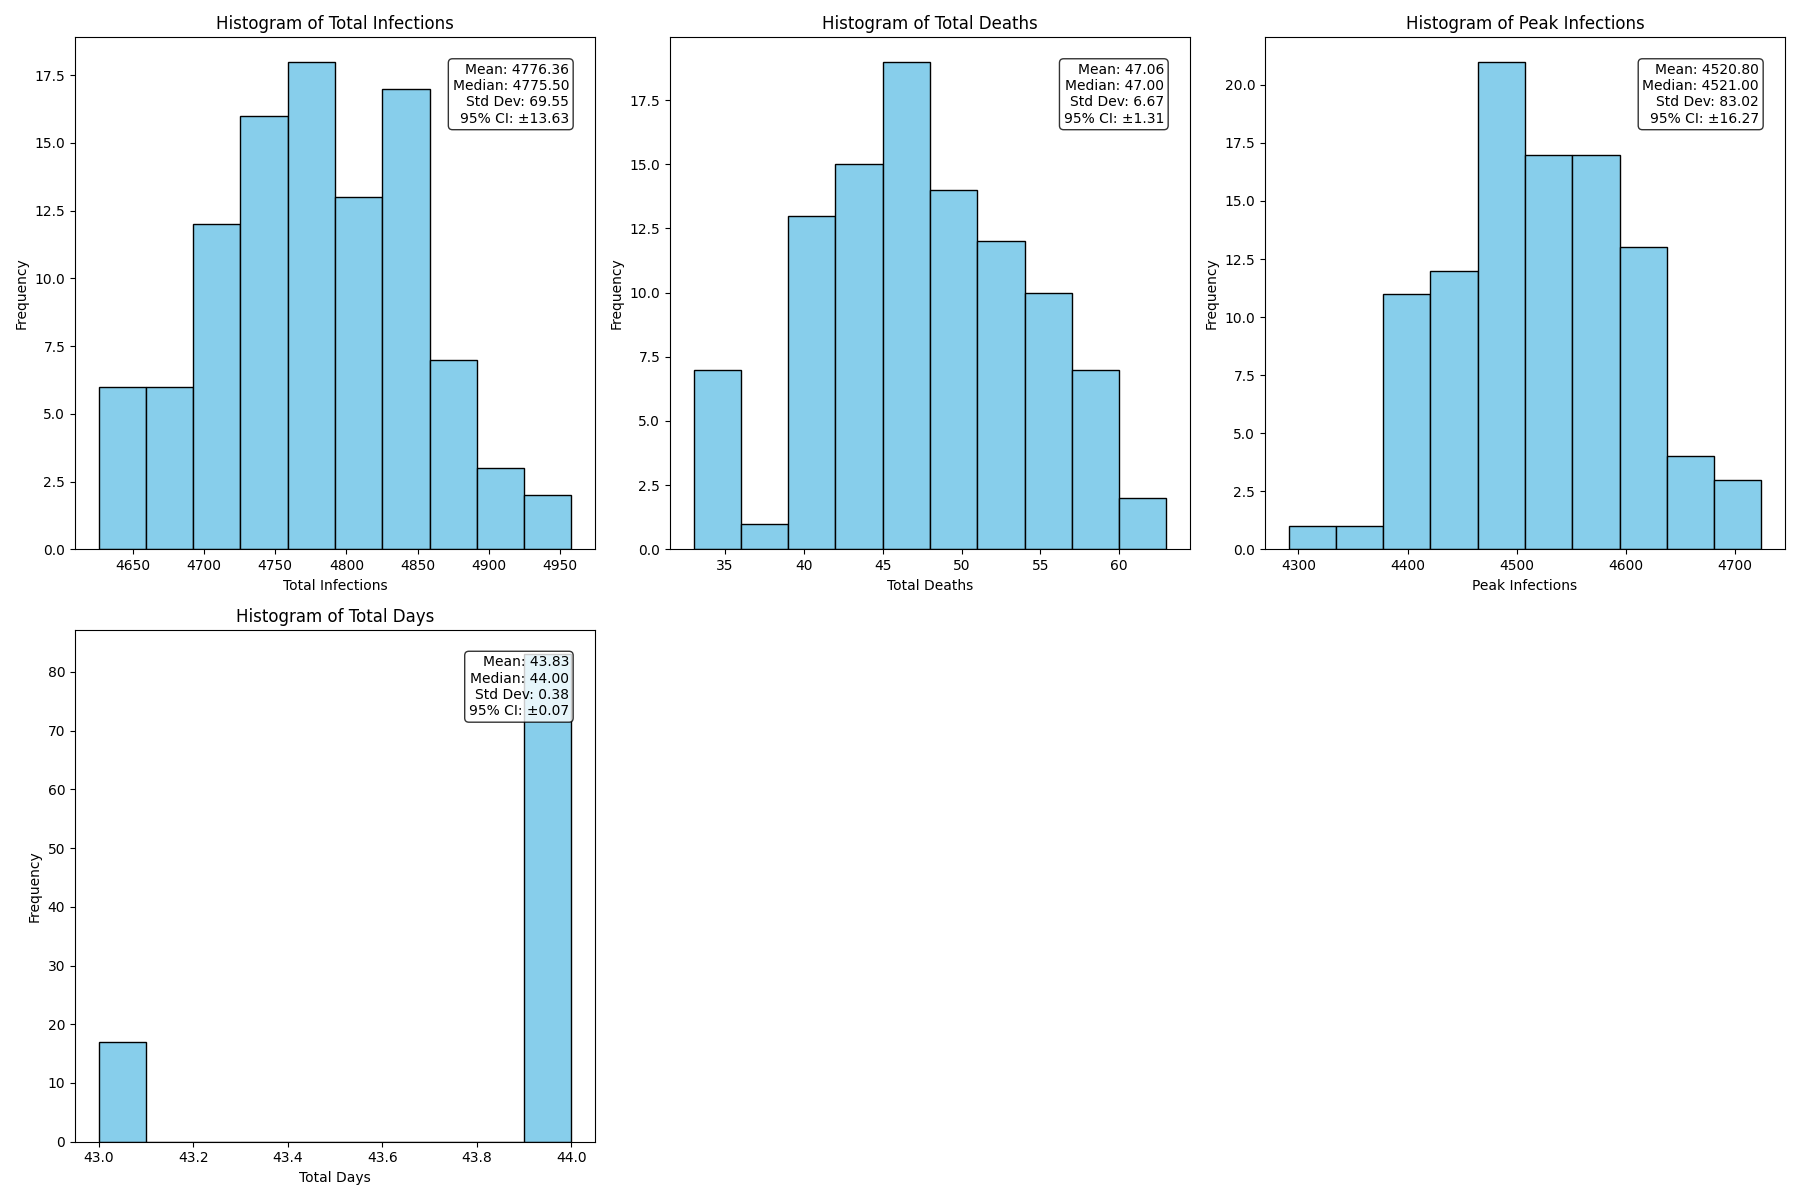 Histogram of Total Infections
Frequency
17.5
15.0
12.5
10.0
7.5
5.0
2.5
0.0
Mean: 4776.36
Median: 4775.50
Std Dev: 69.55
95% CI: ±13.63
4650 4700 4750 4800 4850 4900 4950
Total Infections
Histogram of Total Deaths
Frequency
17.5
15.0
12.5
10.0
7.5
5.0
2.5
0.0
Mean: 47.06
Median: 47.00
Std Dev: 6.67
95% CI: ±1.31
35 40 45 50 55 60
Total Deaths
Histogram of Peak Infections
Frequency
20.0
17.5
15.0
12.5
10.0
7.5
5.0
2.5
0.0
Mean: 4520.80
Median: 4521.00
Std Dev: 83.02
95% CI: ±16.27
4300 4400 4500 4600 4700
Peak Infections
Histogram of Total Days
Frequency
80
70
60
50
40
30
20
10
0
Mean: 43.83
Median: 44.00
Std Dev: 0.38
95% CI: ±0.07
43.0 43.2 43.4 43.6 43.8 44.0
Total Days